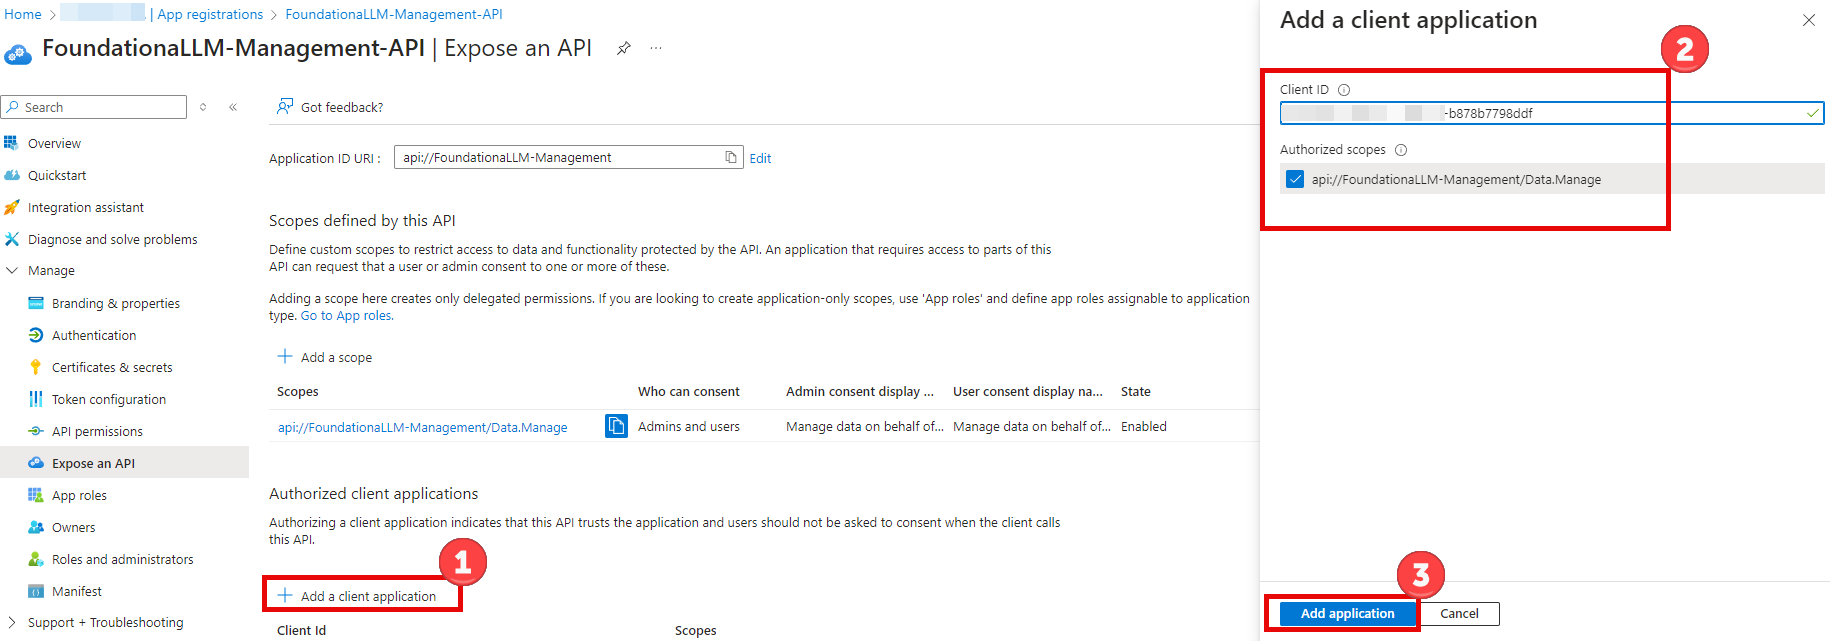 Home > | App registrations > FoundationaLLM-Management-API
FoundationaLLM-Management-API | Expose an API ...
Search
Overview
Quickstart
Integration assistant
Diagnose and solve problems
Manage
Branding & properties
Authentication
Certificates & secrets
Token configuration
API permissions
Expose an API
App roles
Owners
Roles and administrators
Manifest
Support + Troubleshooting
Got feedback?
Application ID URI : api://FoundationaLLM-Management Edit
Scopes defined by this API
Define custom scopes to restrict access to data and functionality protected by the API. An application that requires access to parts of this
API can request that a user or admin consent to one or more of these.
Adding a scope here creates only delegated permissions. If you are looking to create application-only scopes, use 'App roles' and define app roles assignable to application
type. Go to App roles.
Add a scope
Scopes Who can consent Admin consent display ... User consent display na... State
api://FoundationaLLM-Management/Data.Manage Admins and users Manage data on behalf of... Manage data on behalf of... Enabled
Authorized client applications
Authorizing a client application indicates that this API trusts the application and users should not be asked to consent when the client calls
this API.
1
Add a client application
Client Id Scopes
Add a client application
2
Client ID
-b878b7798ddf
Authorized scopes
api://FoundationaLLM-Management/Data.Manage
3
Add application Cancel